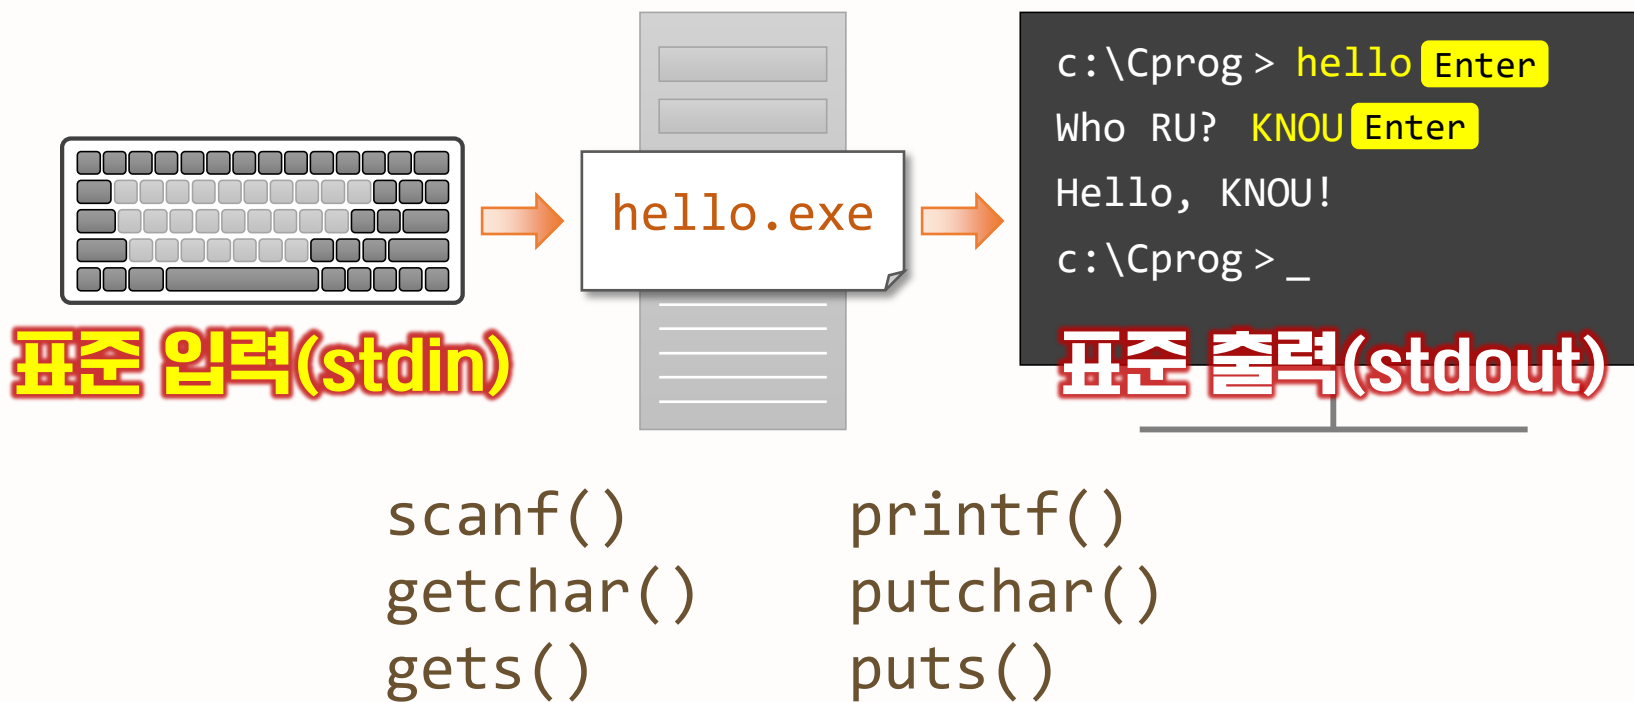 c:\Cprog > hello Enter
Who RU? KNOU Enter
Hello, KNOU!
c:\Cprog > _
hello.exe
표준 입력(stdin)
표준 출력(stdout)
scanf() printf()
getchar() putchar()
gets() puts()